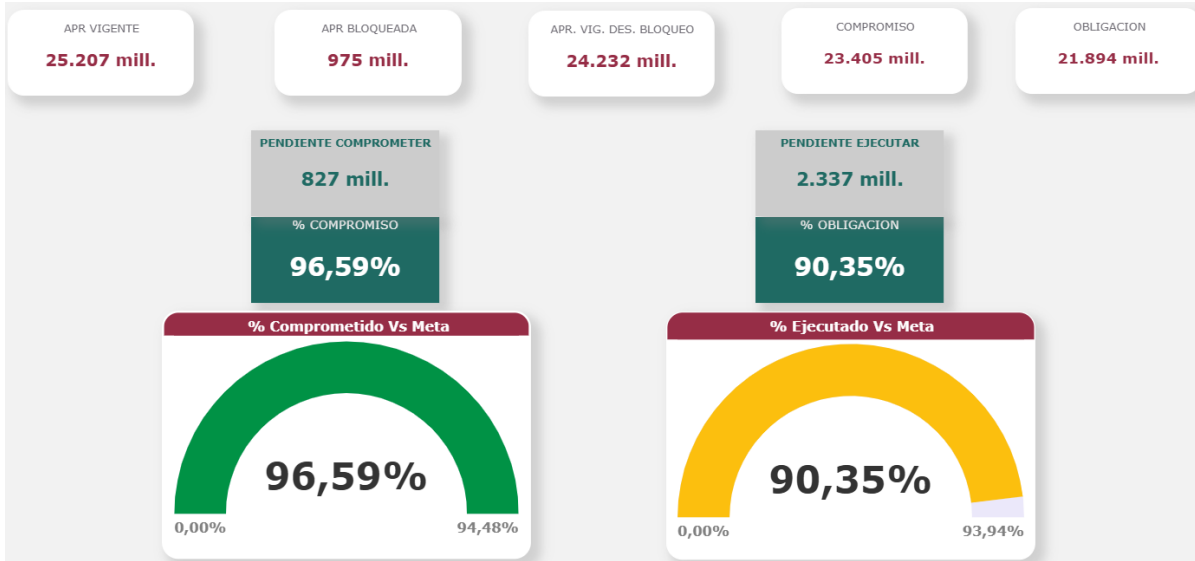 APR VIGENTE
25.207 mill.
APR BLOQUEADA
975 mill.
APR. VIG. DES. BLOQUEO
24.232 mill.
COMPROMISO
23.405 mill.
OBLIGACION
21.894 mill.
PENDIENTE COMPROMETER
827 mill.
% COMPROMISO
96,59%
PENDIENTE EJECUTAR
2.337 mill.
% OBLIGACION
90,35%
% Comprometido Vs Meta
96,59%
0,00%
94,48%
% Ejecutado Vs Meta
90,35%
0,00%
93,94%